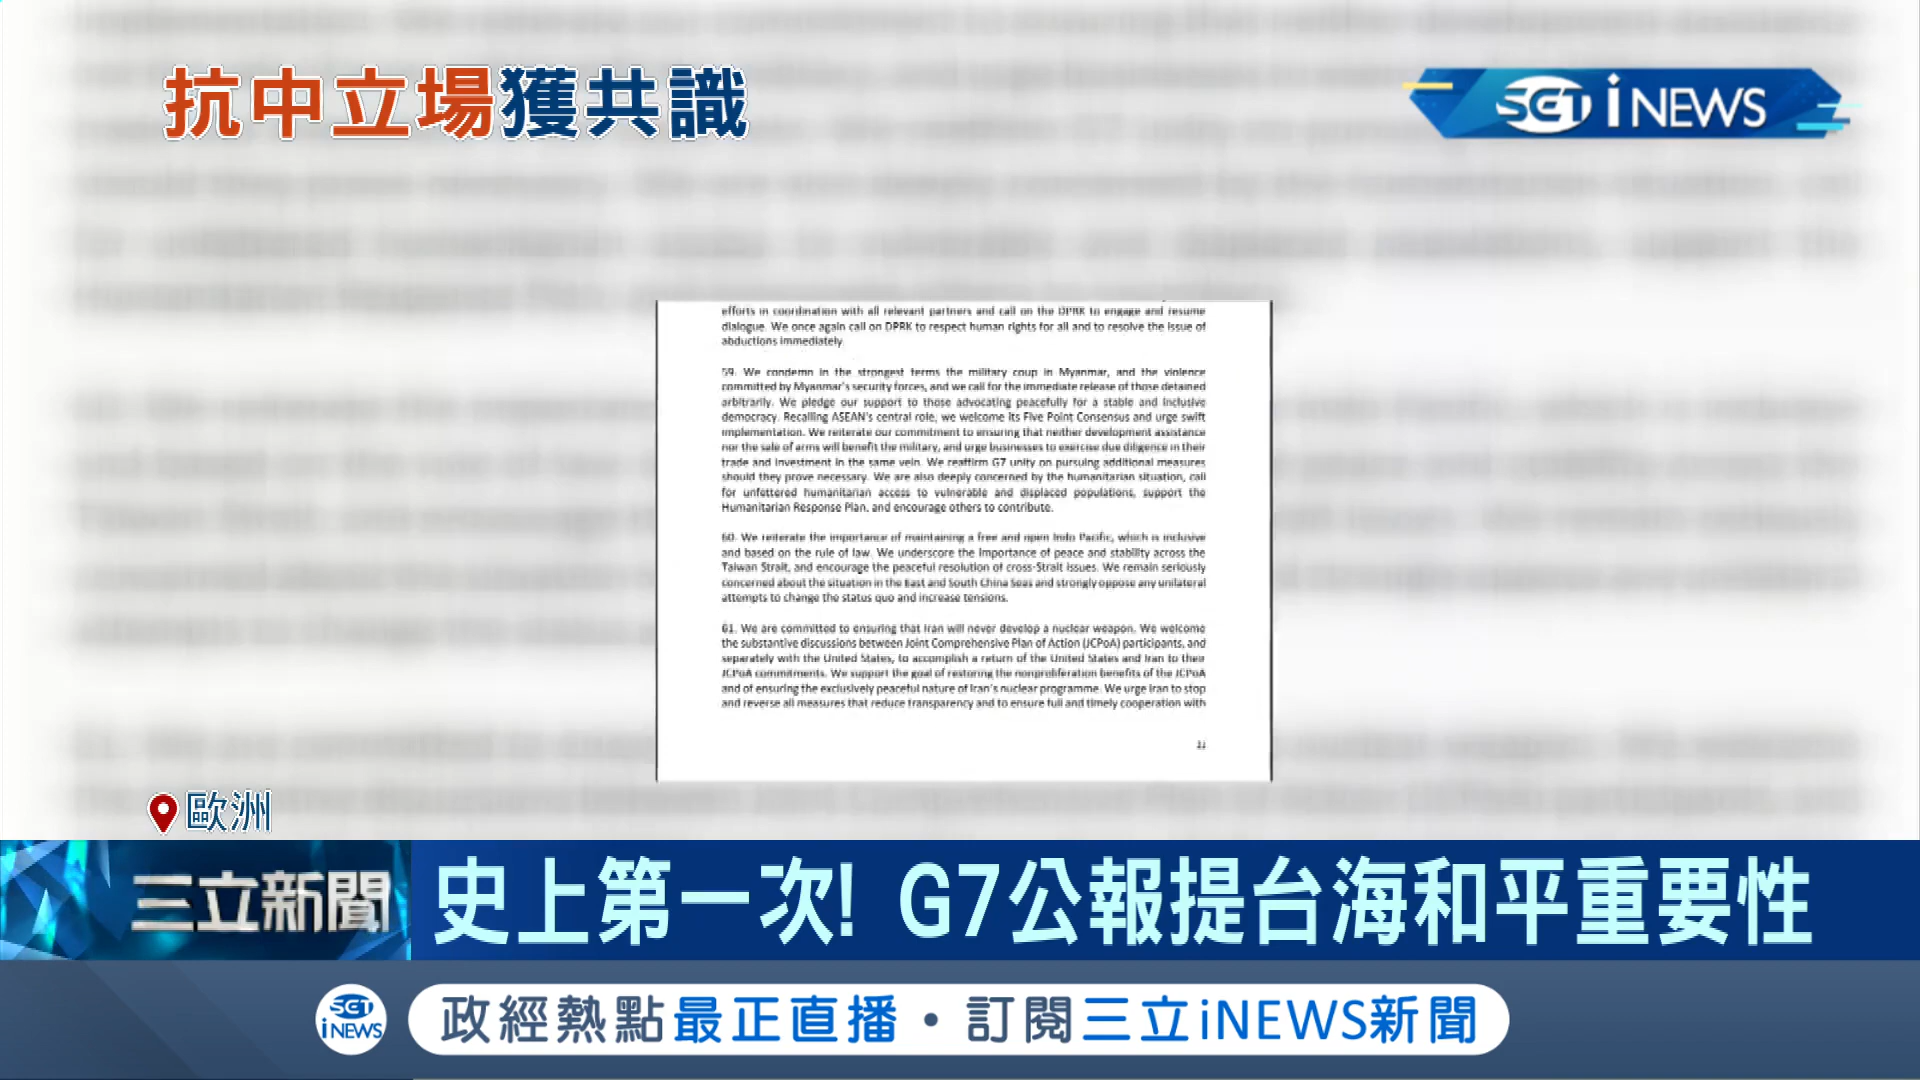 抗中立場獲共識
SET iNEWS
efforts in coordination with all relevant partners and call on the DPRK to engage and resume
dialogue. We once again call on DPRK to respect human rights for all and to resolve the issue of
abductions immediately.
59. We condemn in the strongest terms the military coup in Myanmar, and the violence
committed by Myanmar's security forces, and we call for the immediate release of those detained
arbitrarily. We pledge our support to those advocating peacefully for a stable and inclusive
democracy. Recalling ASEAN's central role, we welcome its Five Point Consensus and urge swift
implementation. We reiterate our commitment to ensuring that neither development assistance
nor the sale of arms will benefit the military, and urge businesses to exercise due diligence in their
trade and investment in the same vein. We reaffirm G7 unity on pursuing additional measures
should they prove necessary. We are also deeply concerned by the humanitarian situation, call
for unfettered humanitarian access to vulnerable and displaced populations, support the
Humanitarian Response Plan, and encourage others to contribute.
60. We reiterate the importance of maintaining a free and open Indo Pacific, which is inclusive
and based on the rule of law. We underscore the importance of peace and stability across the
Taiwan Strait, and encourage the peaceful resolution of cross-Strait issues. We remain seriously
concerned about the situation in the East and South China Seas and strongly oppose any unilateral
attempts to change the status quo and increase tensions.
61. We are committed to ensuring that Iran will never develop a nuclear weapon. We welcome
the substantive discussions between Joint Comprehensive Plan of Action (JCPoA) participants, and
separately with the United States, to accomplish a return of the United States and Iran to their
JCPoA commitments. We support the goal of restoring the nonproliferation benefits of the JCPoA
and of ensuring the exclusively peaceful nature of Iran's nuclear programme. We urge Iran to stop
and reverse all measures that reduce transparency and to ensure full and timely cooperation with
歐洲
三立新聞
史上第一次! G7公報提台海和平重要性
SET iNEWS
政經熱點最正直播・訂閱三立iNEWS新聞